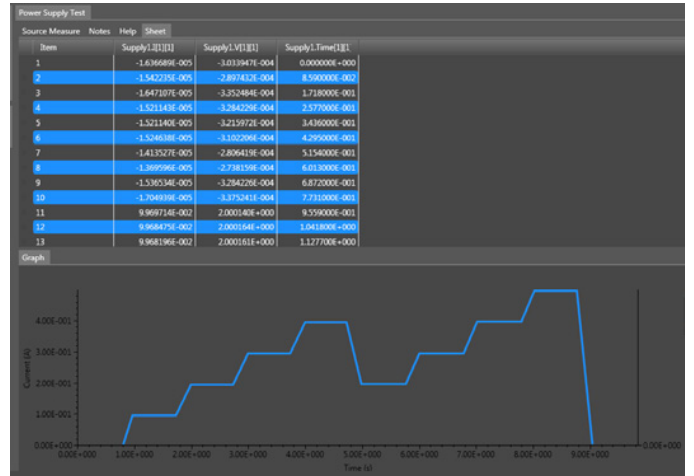 Power Supply Test
Source Measure Notes Help Sheet
Item Supply1.I[1][1] Supply1.V[1][1] Supply1.Time[1][1
1 -1.636689E-005 -3.033947E-004 0.000000E+000
2 -1.542235E-005 -2.897432E-004 8.590000E-002
3 -1.647107E-005 -3.352484E-004 1.718000E-001
4 -1.521143E-005 -3.284229E-004 2.577000E-001
5 -1.521140E-005 -3.215972E-004 3.436000E-001
6 -1.524638E-005 -3.102206E-004 4.295000E-001
7 -1.413527E-005 -2.806419E-004 5.154000E-001
8 -1.369596E-005 -2.738159E-004 6.013000E-001
9 -1.536534E-005 -3.284226E-004 6.872000E-001
10 -1.704939E-005 -3.375241E-004 7.731000E-001
11 9.969714E-002 2.000140E+000 9.559000E-001
12 9.968475E-002 2.000164E+000 1.041800E+000
13 9.968196E-002 2.000161E+000 1.127700E+000
Graph
Current (A)
4.00E-001
3.00E-001
2.00E-001
1.00E-001
0.00E+000
0.00E+000
0.00E+000 1.00E+000 2.00E+000 3.00E+000 4.00E+000 5.00E+000 6.00E+000 7.00E+000 8.00E+000 9.00E+000
Time (s)